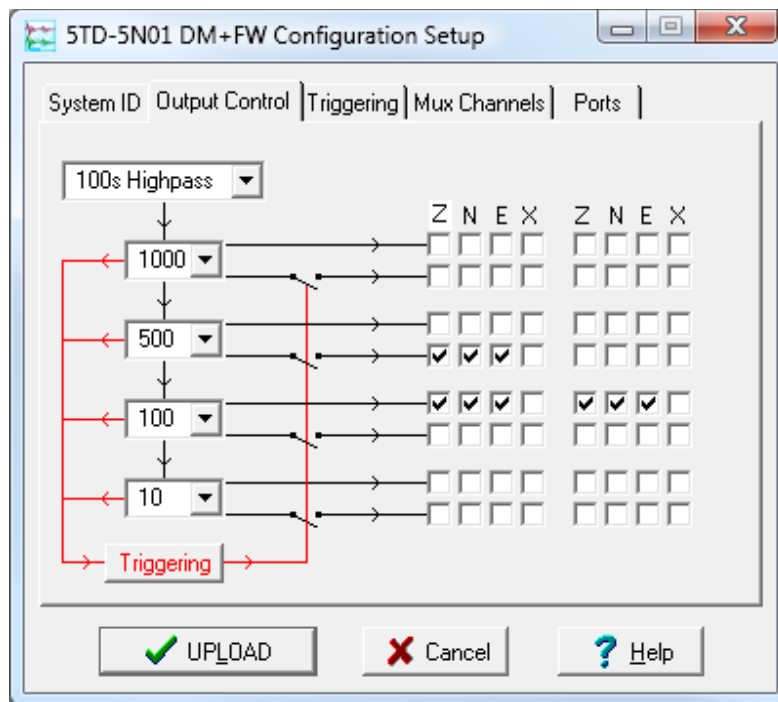 5TD-5N01 DM+FW Configuration Setup
System ID Output Control Triggering Mux Channels Ports
100s Highpass
Z N E X Z N E X
1000
500
100
10
Triggering
UPLOAD Cancel Help